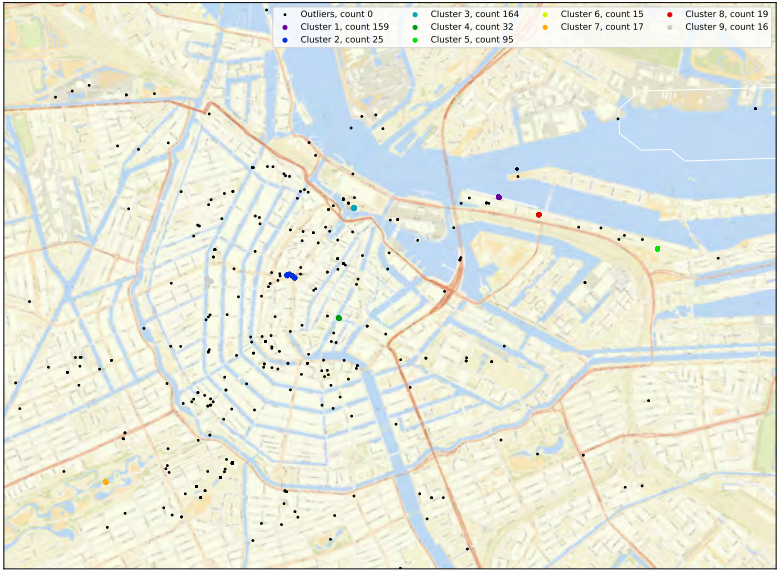 Outliers, count 0
Cluster 1, count 159
Cluster 2, count 25
Cluster 3, count 164
Cluster 4, count 32
Cluster 5, count 95
Cluster 6, count 15
Cluster 7, count 17
Cluster 8, count 19
Cluster 9, count 16